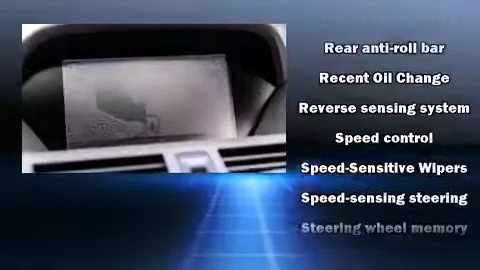 Rear anti-roll bar
Recent Oil Change
Reverse sensing system
Speed control
Speed-Sensitive Wipers
Speed-sensing steering
Steering wheel memory